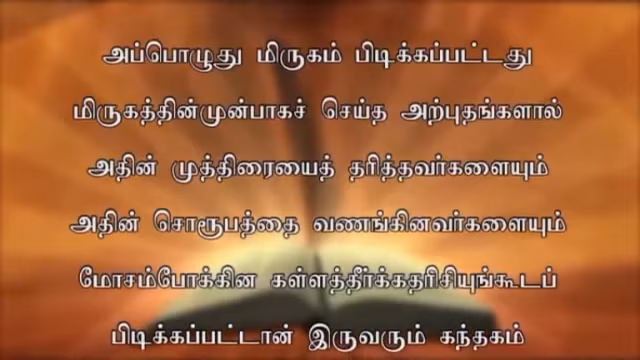 அப்பொழுது மிருகம் பிடிக்கப்பட்டது
மிருகத்தின்முன்பாகச் செய்த அற்புதங்களால்
அதின் முத்திரையைத் தரித்தவர்களையும்
அதின் சொரூபத்தை வணங்கினவர்களையும்
மோசம்போக்கின கள்ளத்தீர்க்கதரிசியுங்கூடப்
பிடிக்கப்பட்டான் இருவரும் கந்தகம்